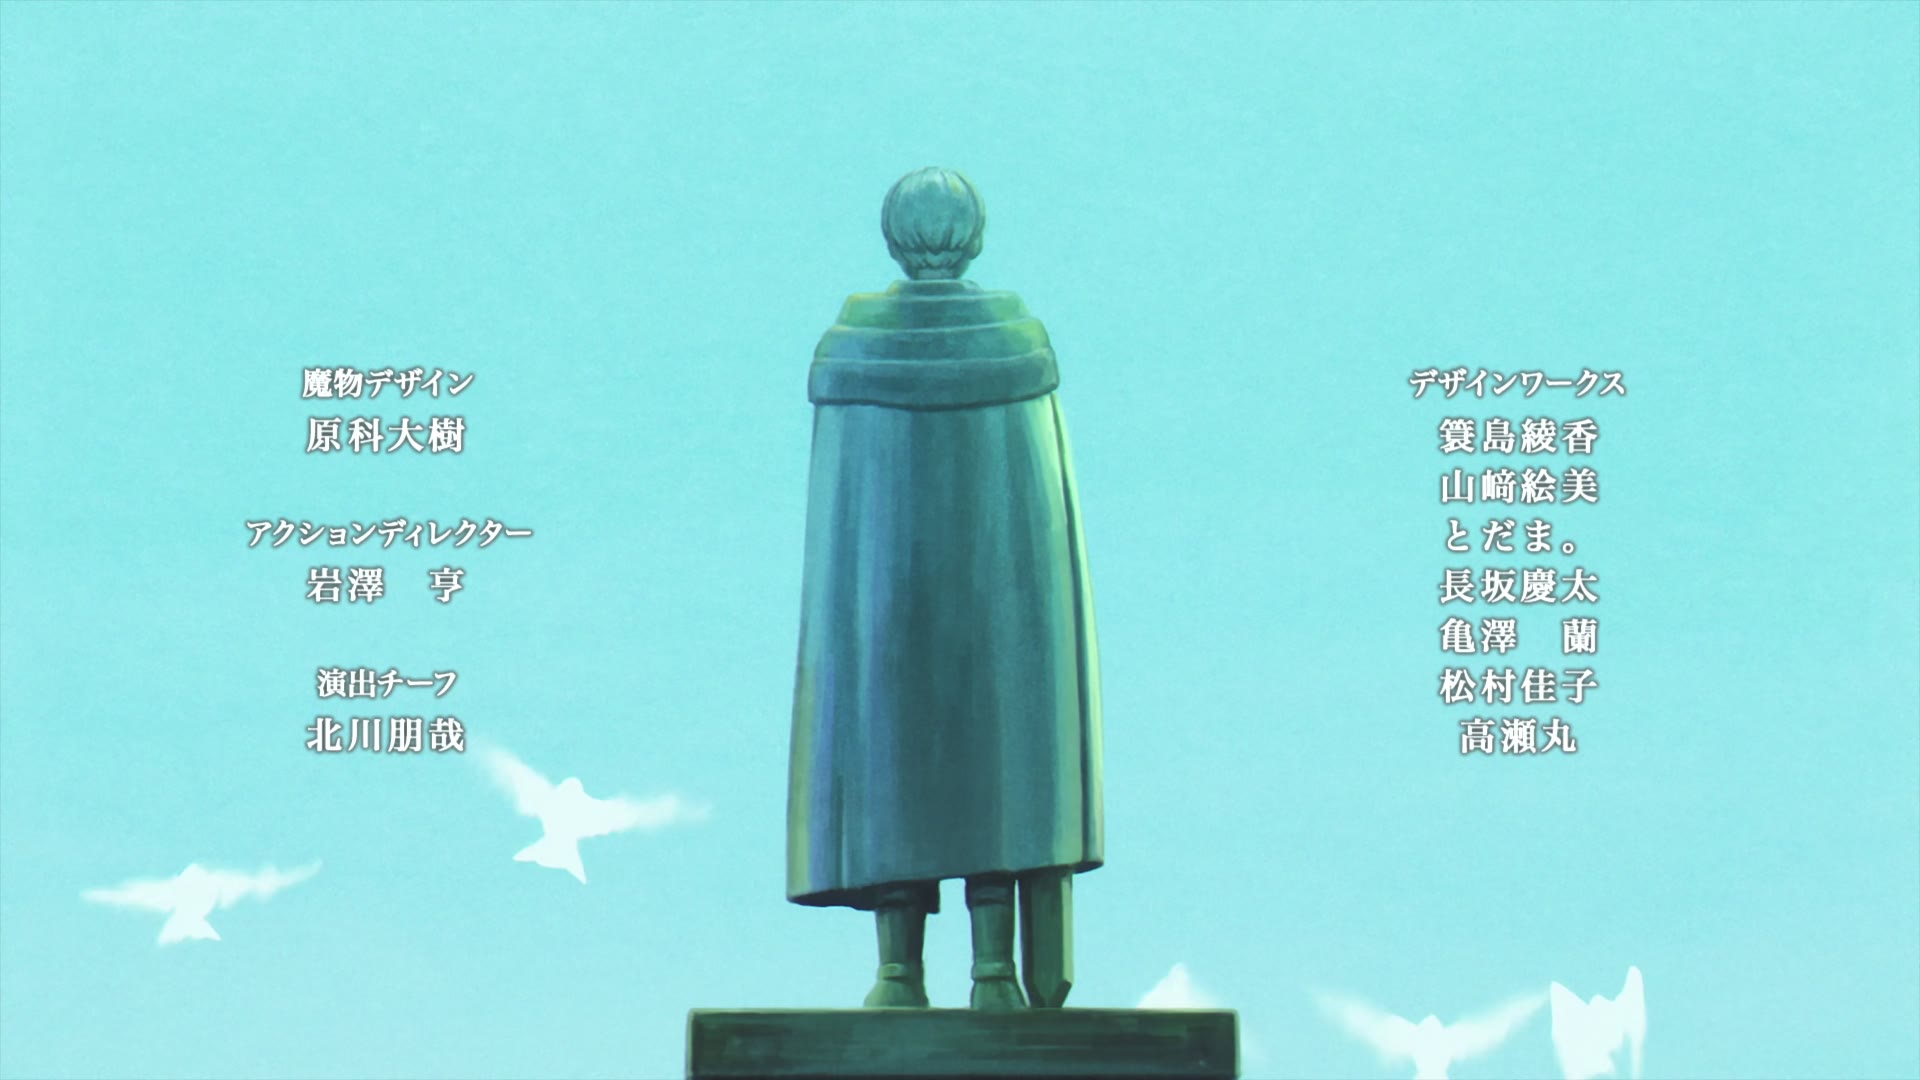 魔物デザイン
原科大樹
アクションディレクター
岩澤　亨
演出チーフ
北川朋哉
デザインワークス
簑島綾香
山﨑絵美
とだま。
長坂慶太
亀澤　蘭
松村佳子
高瀬丸